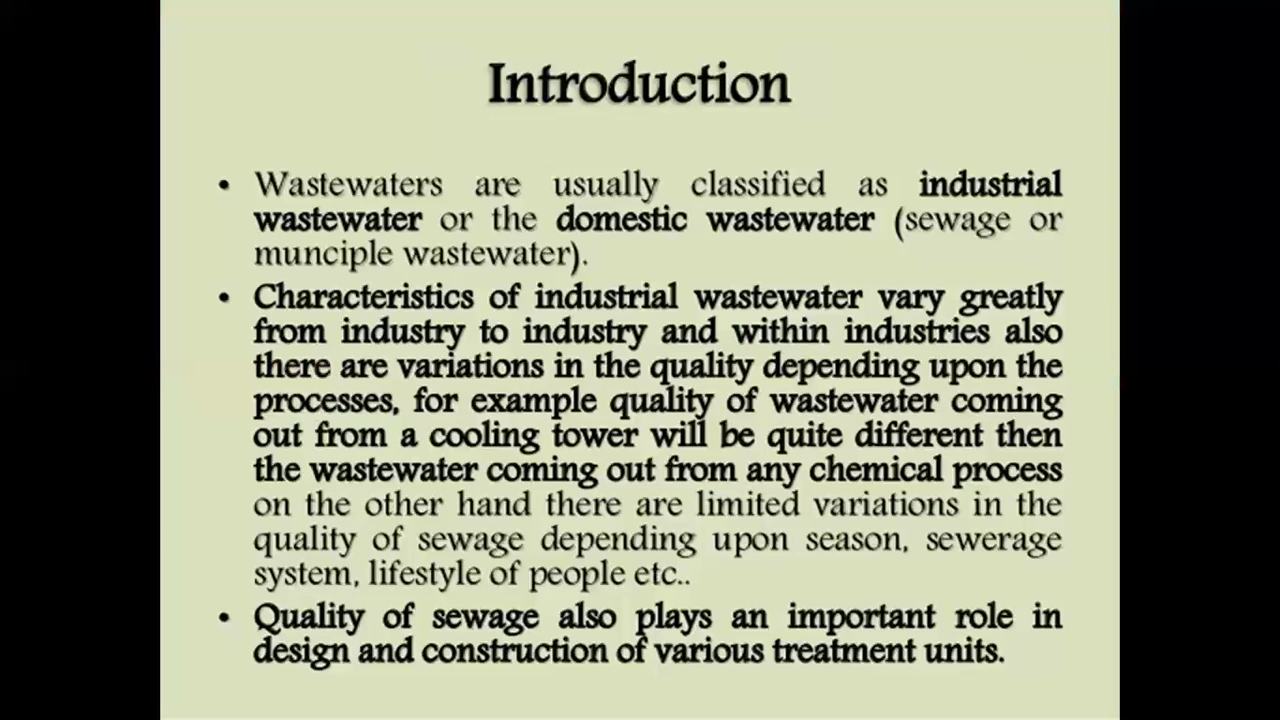 Introduction
• Wastewaters are usually classified as industrial
wastewater or the domestic wastewater (sewage or
munciple wastewater).
• Characteristics of industrial wastewater vary greatly
from industry to industry and within industries also
there are variations in the quality depending upon the
processes, for example quality of wastewater coming
out from a cooling tower will be quite different then
the wastewater coming out from any chemical process
on the other hand there are limited variations in the
quality of sewage depending upon season, sewerage
system, lifestyle of people etc..
• Quality of sewage also plays an important role in
design and construction of various treatment units.